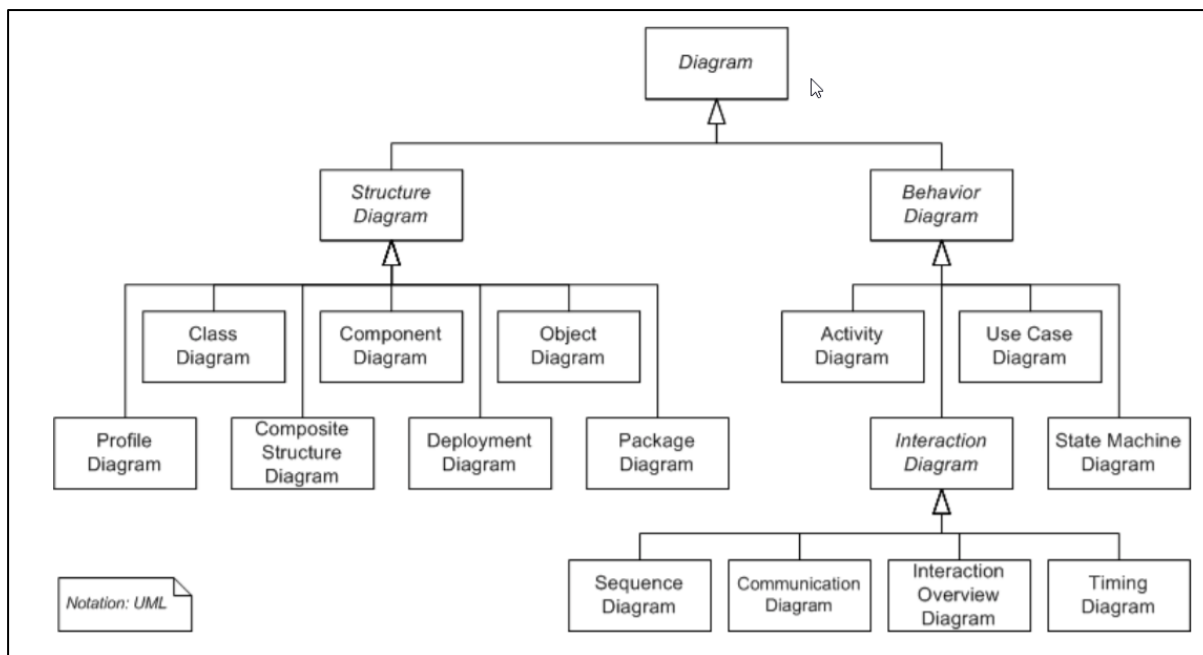 Diagram
Structure
Diagram
Behavior
Diagram
Class
Diagram
Component
Diagram
Object
Diagram
Activity
Diagram
Use Case
Diagram
Profile
Diagram
Composite
Structure
Diagram
Deployment
Diagram
Package
Diagram
Interaction
Diagram
State Machine
Diagram
Sequence
Diagram
Communication
Diagram
Interaction
Overview
Diagram
Timing
Diagram
Notation: UML